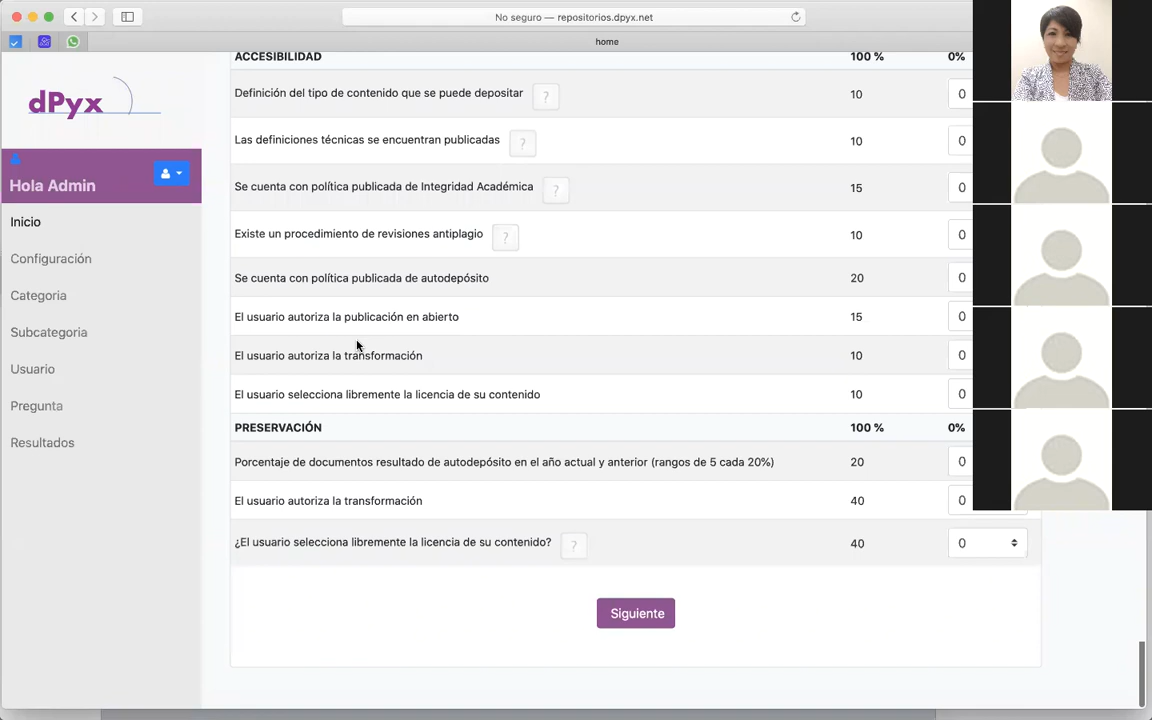 No seguro — repositorios.dpyx.net
home
dPyx
Hola Admin
Inicio
Configuración
Categoria
Subcategoria
Usuario
Pregunta
Resultados
ACCESIBILIDAD 100 % 0%
Definición del tipo de contenido que se puede depositar ? 10 0
Las definiciones técnicas se encuentran publicadas ? 10 0
Se cuenta con política publicada de Integridad Académica ? 15 0
Existe un procedimiento de revisiones antiplagio ? 10 0
Se cuenta con política publicada de autodepósito 20 0
El usuario autoriza la publicación en abierto 15 0
El usuario autoriza la transformación 10 0
El usuario selecciona libremente la licencia de su contenido 10 0
PRESERVACIÓN 100 % 0%
Porcentaje de documentos resultado de autodepósito en el año actual y anterior (rangos de 5 cada 20%) 20 0
El usuario autoriza la transformación 40 0
¿El usuario selecciona libremente la licencia de su contenido? ? 40 0
Siguiente